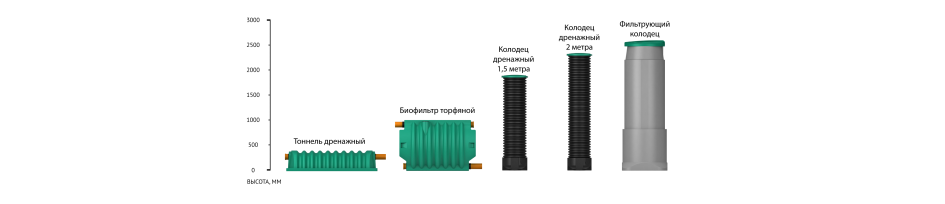 3000
2500
2000
1500
1000
500
0
ВЫСОТА, ММ
Тоннель дренажный
Биофильтр торфяной
Колодец
дренажный
1,5 метра
Колодец
дренажный
2 метра
Фильтрующий
колодец